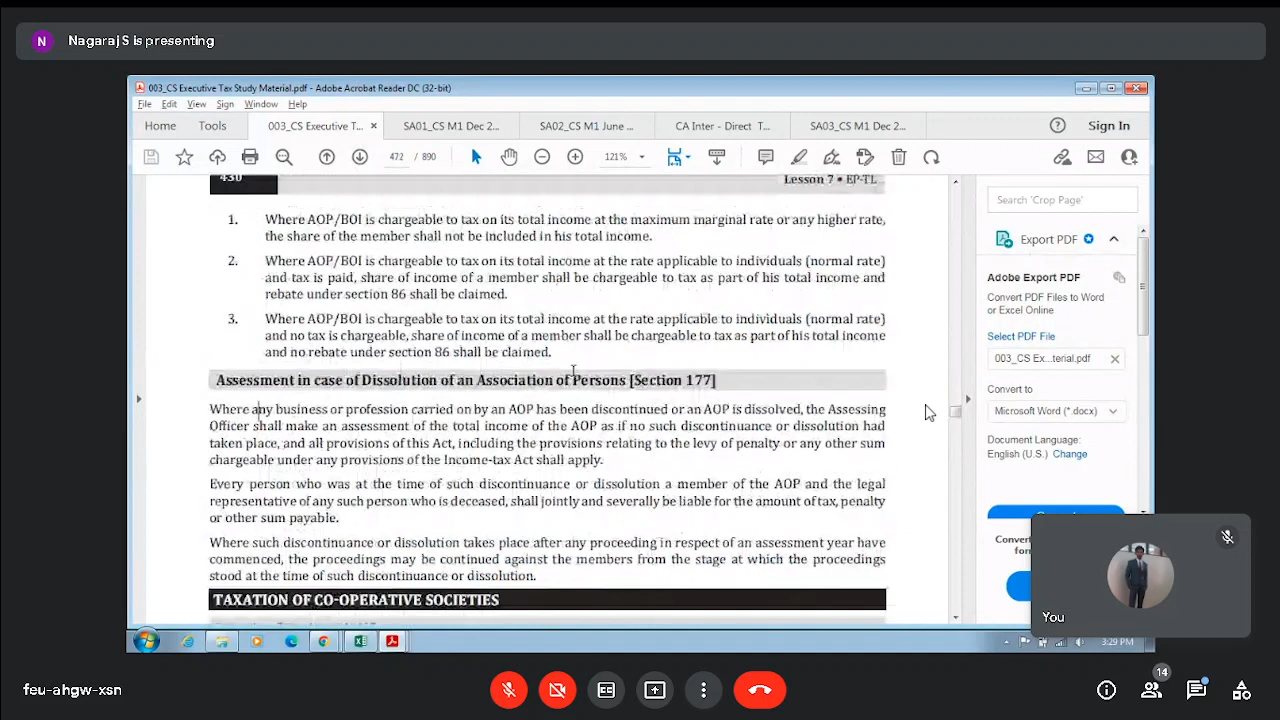 N Nagaraj S is presenting
003_CS Executive Tax Study Material.pdf - Adobe Acrobat Reader DC (32-bit)
File Edit View Sign Window Help
Home Tools 003_CS Executive T... × SA01_CS M1 Dec 2... SA02_CS M1 June ... CA Inter - Direct T... SA03_CS M1 Dec 2... Sign In
472 / 890 121%
430 Lesson 7 • EP-TL
1. Where AOP/BOI is chargeable to tax on its total income at the maximum marginal rate or any higher rate,
the share of the member shall not be included in his total income.
2. Where AOP/BOI is chargeable to tax on its total income at the rate applicable to individuals (normal rate)
and tax is paid, share of income of a member shall be chargeable to tax as part of his total income and
rebate under section 86 shall be claimed.
3. Where AOP/BOI is chargeable to tax on its total income at the rate applicable to individuals (normal rate)
and no tax is chargeable, share of income of a member shall be chargeable to tax as part of his total income
and no rebate under section 86 shall be claimed.
Assessment in case of Dissolution of an Association of Persons [Section 177]
Where any business or profession carried on by an AOP has been discontinued or an AOP is dissolved, the Assessing
Officer shall make an assessment of the total income of the AOP as if no such discontinuance or dissolution had
taken place, and all provisions of this Act, including the provisions relating to the levy of penalty or any other sum
chargeable under any provisions of the Income-tax Act shall apply.
Every person who was at the time of such discontinuance or dissolution a member of the AOP and the legal
representative of any such person who is deceased, shall jointly and severally be liable for the amount of tax, penalty
or other sum payable.
Where such discontinuance or dissolution takes place after any proceeding in respect of an assessment year have
commenced, the proceedings may be continued against the members from the stage at which the proceedings
stood at the time of such discontinuance or dissolution.
TAXATION OF CO-OPERATIVE SOCIETIES
Search 'Crop Page'
Export PDF
Adobe Export PDF
Convert PDF Files to Word
or Excel Online
Select PDF File
003_CS Ex...terial.pdf ×
Convert to
Microsoft Word (*.docx)
Document Language:
English (U.S.) Change
You
3:29 PM
feu-ahgw-xsn
14